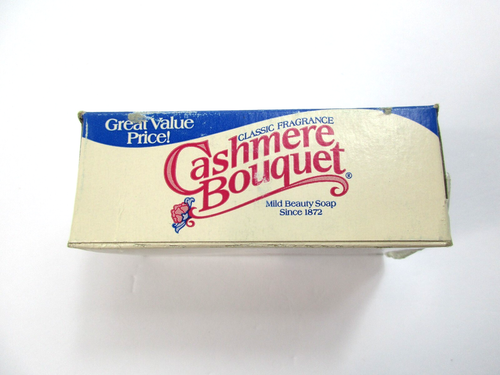 Great Value
Price!
CLASSIC FRAGRANCE
Cashmere
Bouquet®
Mild Beauty Soap
Since 1872